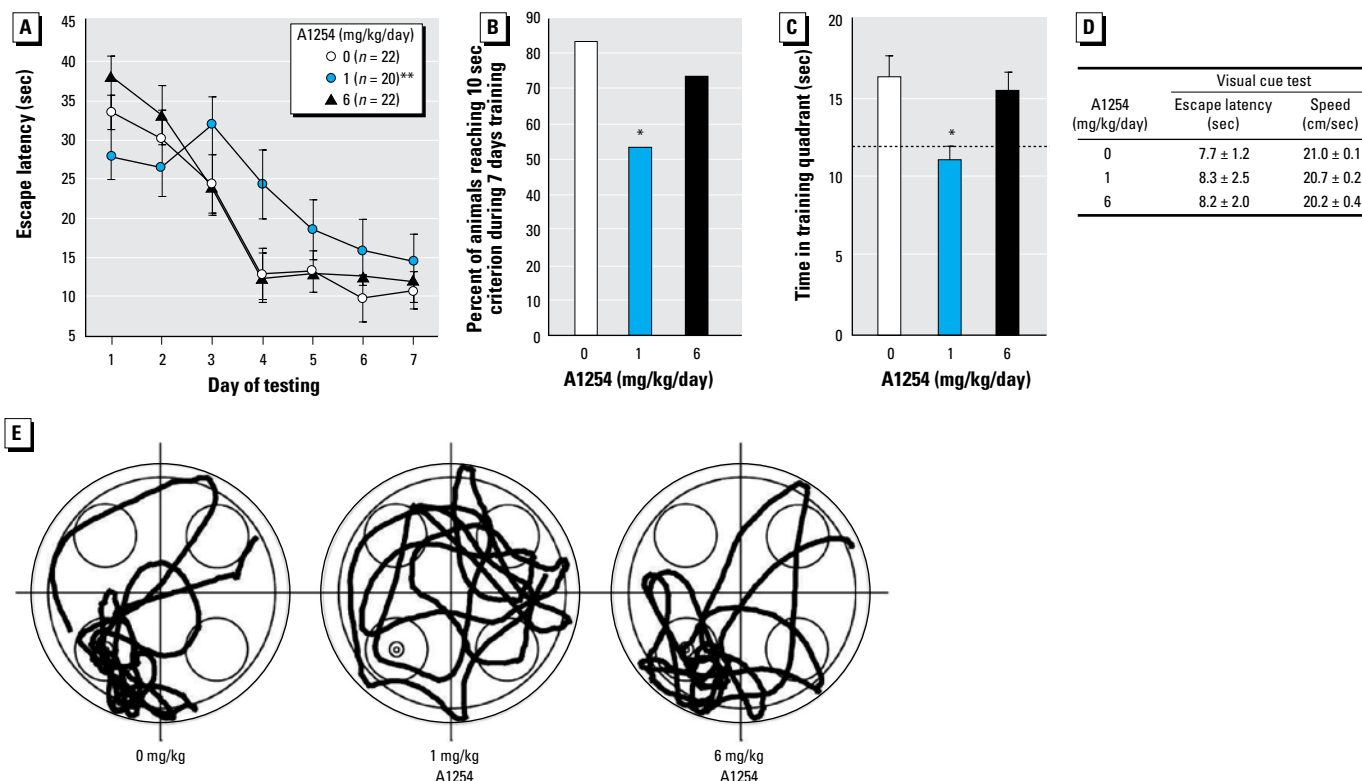 A
Escape latency (sec)
45
40
35
30
25
20
15
10
5
1 2 3 4 5 6 7
Day of testing
A1254 (mg/kg/day)
0 (n = 22)
1 (n = 20)**
6 (n = 22)
B
Percent of animals reaching 10 sec
criterion during 7 days training
90
80
70
60
50
40
30
20
10
0
*
0 1 6
A1254 (mg/kg/day)
C
Time in training quadrant (sec)
20
15
10
5
0
*
0 1 6
A1254 (mg/kg/day)
D
Visual cue test
A1254 Escape latency Speed
(mg/kg/day) (sec) (cm/sec)
0 7.7 ± 1.2 21.0 ± 0.1
1 8.3 ± 2.5 20.7 ± 0.2
6 8.2 ± 2.0 20.2 ± 0.4
E
0 mg/kg
1 mg/kg
A1254
6 mg/kg
A1254